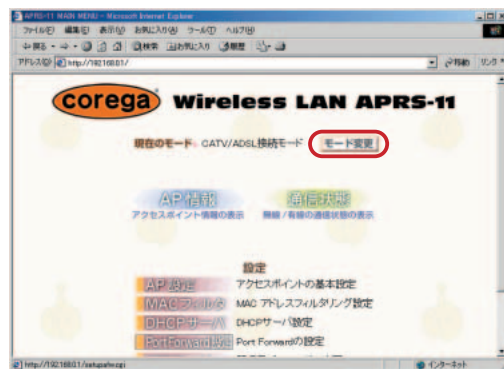 APRS-11 MAIN MENU - Microsoft Internet Explorer
ファイル(F) 編集(E) 表示(V) お気に入り(A) ツール(T) ヘルプ(H)
戻る 検索 お気に入り 履歴
アドレス(D) http://192.168.0.1/ 移動 リンク
corega Wireless LAN APRS-11
現在のモード CATV/ADSL接続モード モード変更
AP情報 通信状態
アクセスポイント情報の表示 無線/有線の通信状態の表示
設定
AP設定 アクセスポイントの基本設定
MACフィルタ MACアドレスフィルタリング設定
DHCPサーバ DHCPサーバ設定
PortForward設定 Port Forwardの設定
http://192.168.0.1/setupafw.cgi インターネット